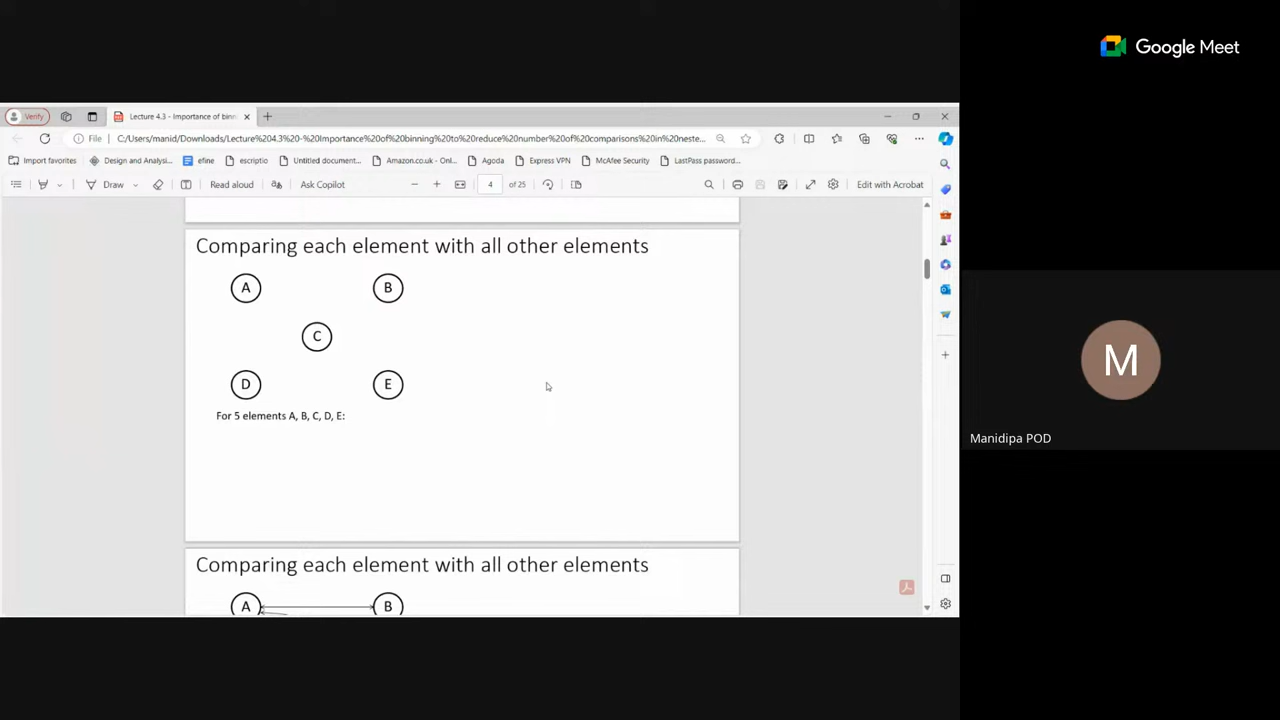 Google Meet
Verify
Lecture 4.3 - Importance of binn
File
C:/Users/manid/Downloads/Lecture%204.3%20-%20Importance%20of%20binning%20to%20reduce%20number%20of%20comparisons%20in%20neste...
Import favorites
Design and Analysi...
efine
escriptio
Untitled document...
Amazon.co.uk - Onl...
Agoda
Express VPN
McAfee Security
LastPass password...
Draw
Read aloud
Ask Copilot
4
of 25
Edit with Acrobat
Comparing each element with all other elements
A
B
C
D
E
For 5 elements A, B, C, D, E:
Comparing each element with all other elements
A
B
M
Manidipa POD